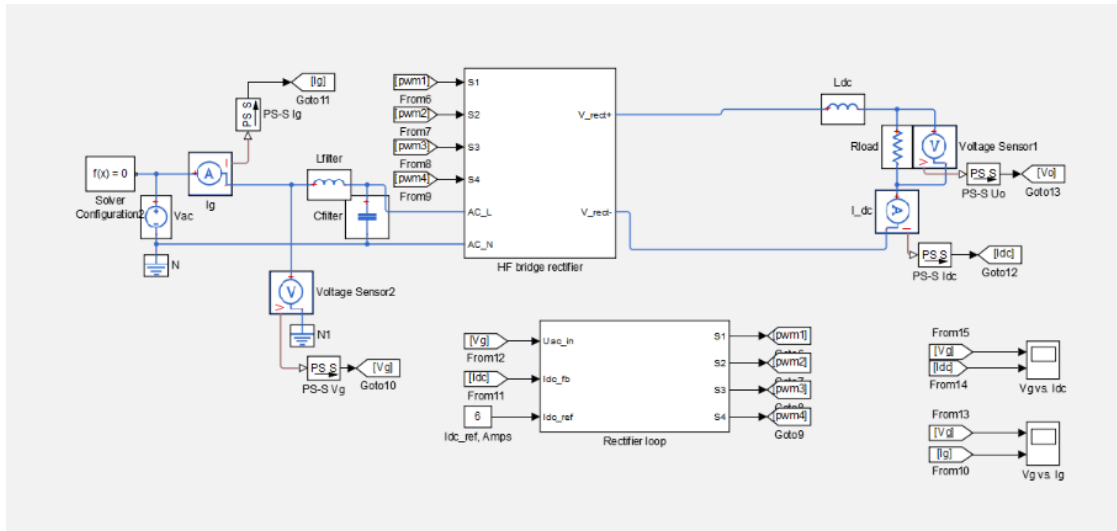 [Ig]
Goto11
PS-S Ig
f(x) = 0
Solver
Configuration2
Vac
N
A
Ig
Lfilter
Cfilter
V
Voltage Sensor2
N1
PS-S Vg
[Vg]
Goto10
[pwm1]
From6
[pwm2]
From7
[pwm3]
From8
[pwm4]
From9
S1
S2
S3
S4
AC_L
AC_N
V_rect+
V_rect-
HF bridge rectifier
Ldc
Rload
V
Voltage Sensor1
PS-S Uo
[Vo]
Goto13
I_dc
A
PS-S Idc
[Idc]
Goto12
[Vg]
From12
[Idc]
From11
6
Idc_ref, Amps
Uac_in
Idc_fb
Idc_ref
S1
S2
S3
S4
Rectifier loop
[pwm1]
[pwm2]
[pwm3]
[pwm4]
Goto9
From15
[Vg]
[Idc]
From14
Vg vs. Idc
From13
[Vg]
[Ig]
From10
Vg vs. Ig